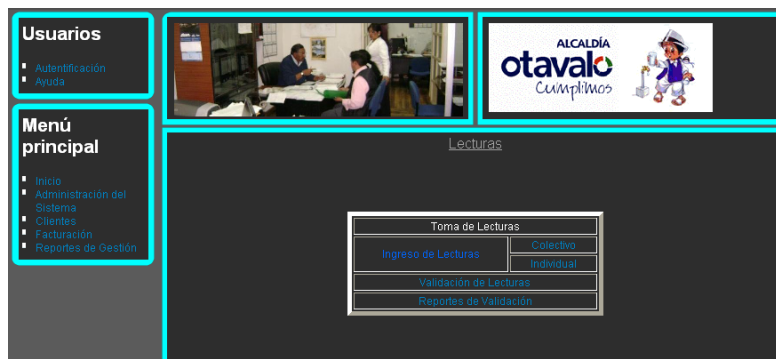 Usuarios
Autentificación
Ayuda
Menú
principal
Inicio
Administración del
Sistema
Clientes
Facturación
Reportes de Gestión
ALCALDÍA
otavalo
Cumplimos
Lecturas
Toma de Lecturas
Ingreso de Lecturas
Colectivo
Individual
Validación de Lecturas
Reportes de Validación